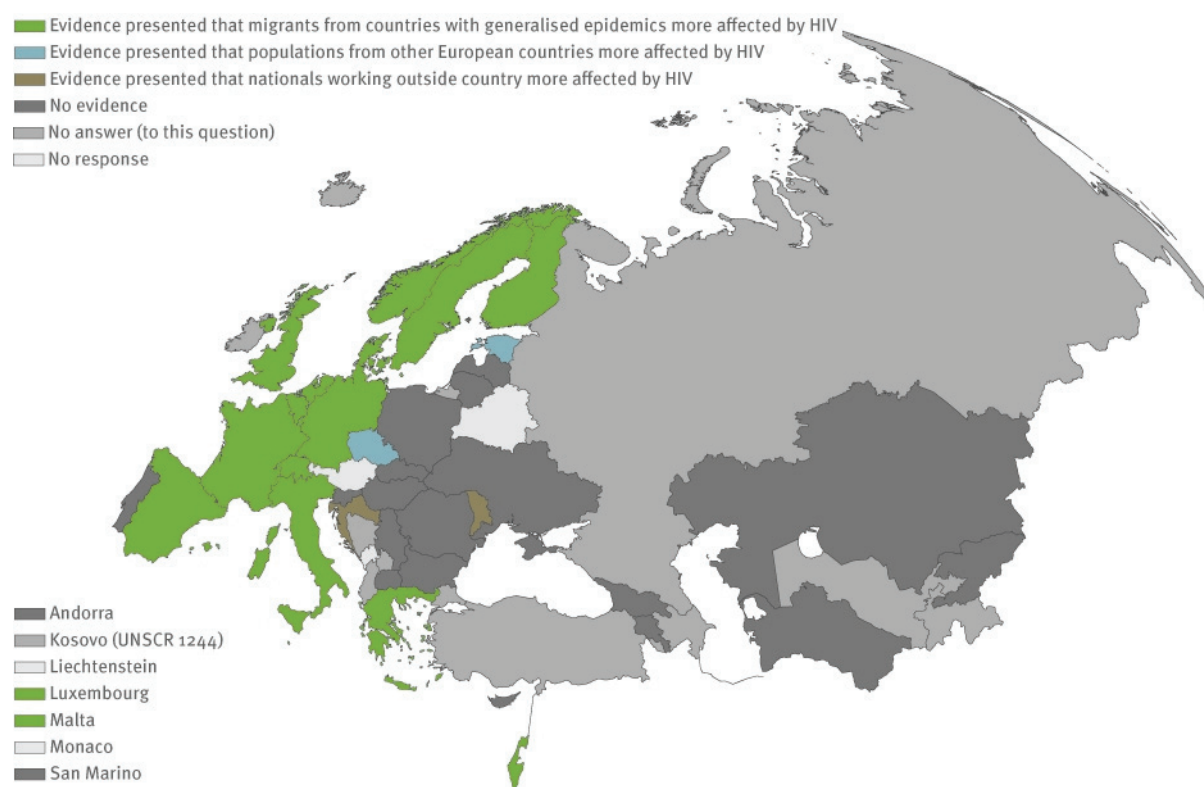 Evidence presented that migrants from countries with generalised epidemics more affected by HIV
Evidence presented that populations from other European countries more affected by HIV
Evidence presented that nationals working outside country more affected by HIV
No evidence
No answer (to this question)
No response
Andorra
Kosovo (UNSCR 1244)
Liechtenstein
Luxembourg
Malta
Monaco
San Marino